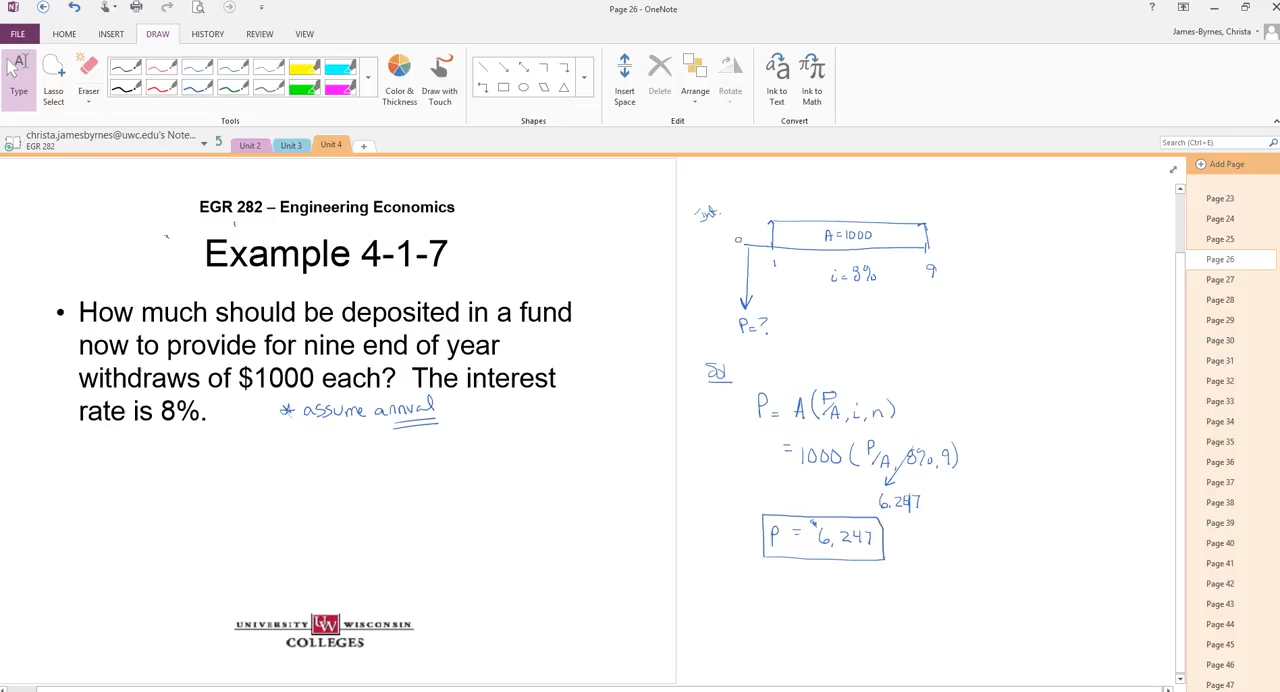 Page 26 - OneNote
James-Byrnes, Christa
FILE HOME INSERT DRAW HISTORY REVIEW VIEW
Type
Lasso Select
Eraser
Color & Thickness
Draw with Touch
Insert Space
Delete
Arrange
Rotate
Ink to Text
Ink to Math
Tools
Shapes
Edit
Convert
christa.jamesbyrnes@uwc.edu's Note...
EGR 282
Unit 2
Unit 3
Unit 4
Search (Ctrl+E)
Add Page
EGR 282 – Engineering Economics
Example 4-1-7
• How much should be deposited in a fund
now to provide for nine end of year
withdraws of $1000 each? The interest
rate is 8%.
* assume annual
0
A=1000
1
i=8%
9
P=?
Sol
P= A(P/A, i, n)
= 1000 (P/A, 8%, 9)
6.247
P = $6,247
UNIVERSITY UW WISCONSIN
COLLEGES
Page 23
Page 24
Page 25
Page 26
Page 27
Page 28
Page 29
Page 30
Page 31
Page 32
Page 33
Page 34
Page 35
Page 36
Page 37
Page 38
Page 39
Page 40
Page 41
Page 42
Page 43
Page 44
Page 45
Page 46
Page 47